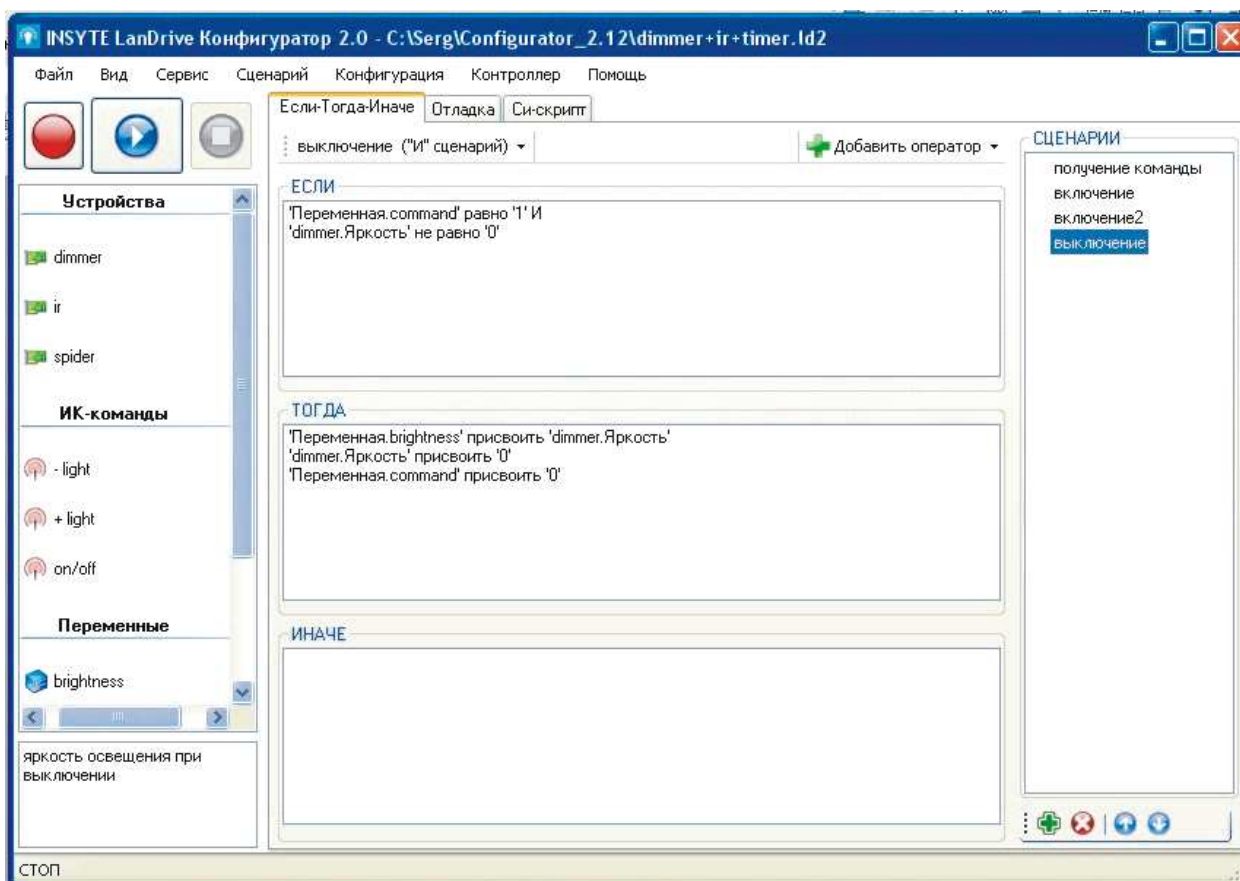 INSYTE LanDrive Конфигуратор 2.0 - C:\Serg\Configurator_2.12\dimmer+ir+timer.ld2
Файл Вид Сервис Сценарий Конфигурация Контроллер Помощь
Если-Тогда-Иначе Отладка Си-скрипт
выключение ("И" сценарий) Добавить оператор
Устройства
dimmer
ir
spider
ИК-команды
- light
+ light
on/off
Переменные
brightness
яркость освещения при
выключении
ЕСЛИ
'Переменная.command' равно '1' И
'dimmer.Яркость' не равно '0'
ТОГДА
'Переменная.brightness' присвоить 'dimmer.Яркость'
'dimmer.Яркость' присвоить '0'
'Переменная.command' присвоить '0'
ИНАЧЕ
СЦЕНАРИИ
получение команды
включение
включение2
выключение
СТОП